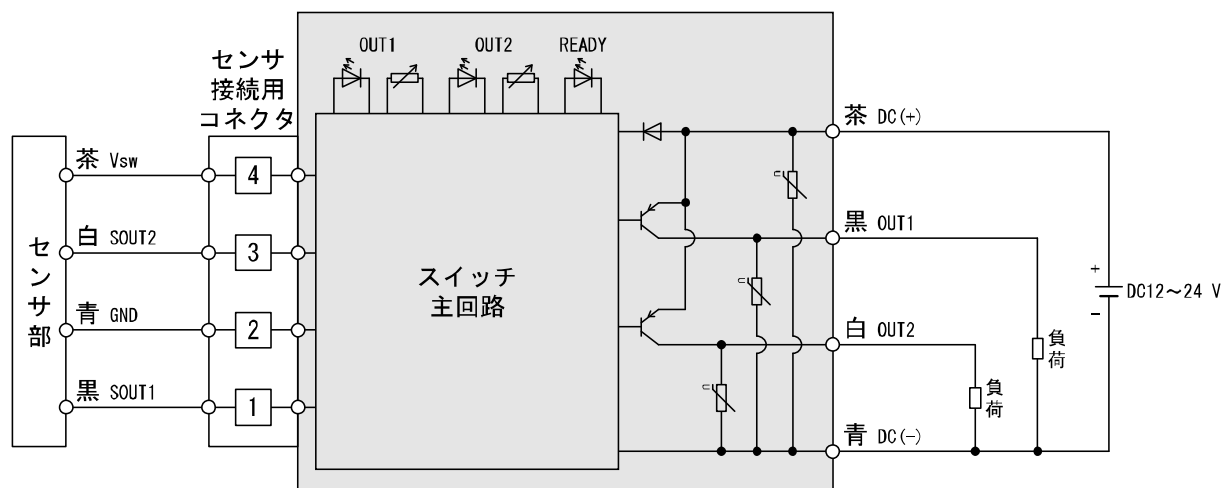 OUT1
OUT2
READY
センサ
接続用
コネクタ
茶 DC(+)
茶 Vsw
4
n
黒 OUT1
白 SOUT2
3
センサ部
スイッチ
主回路
n
+
DC12～24 V
-
青 GND
2
白 OUT2
負荷
n
負荷
黒 SOUT1
1
青 DC(-)